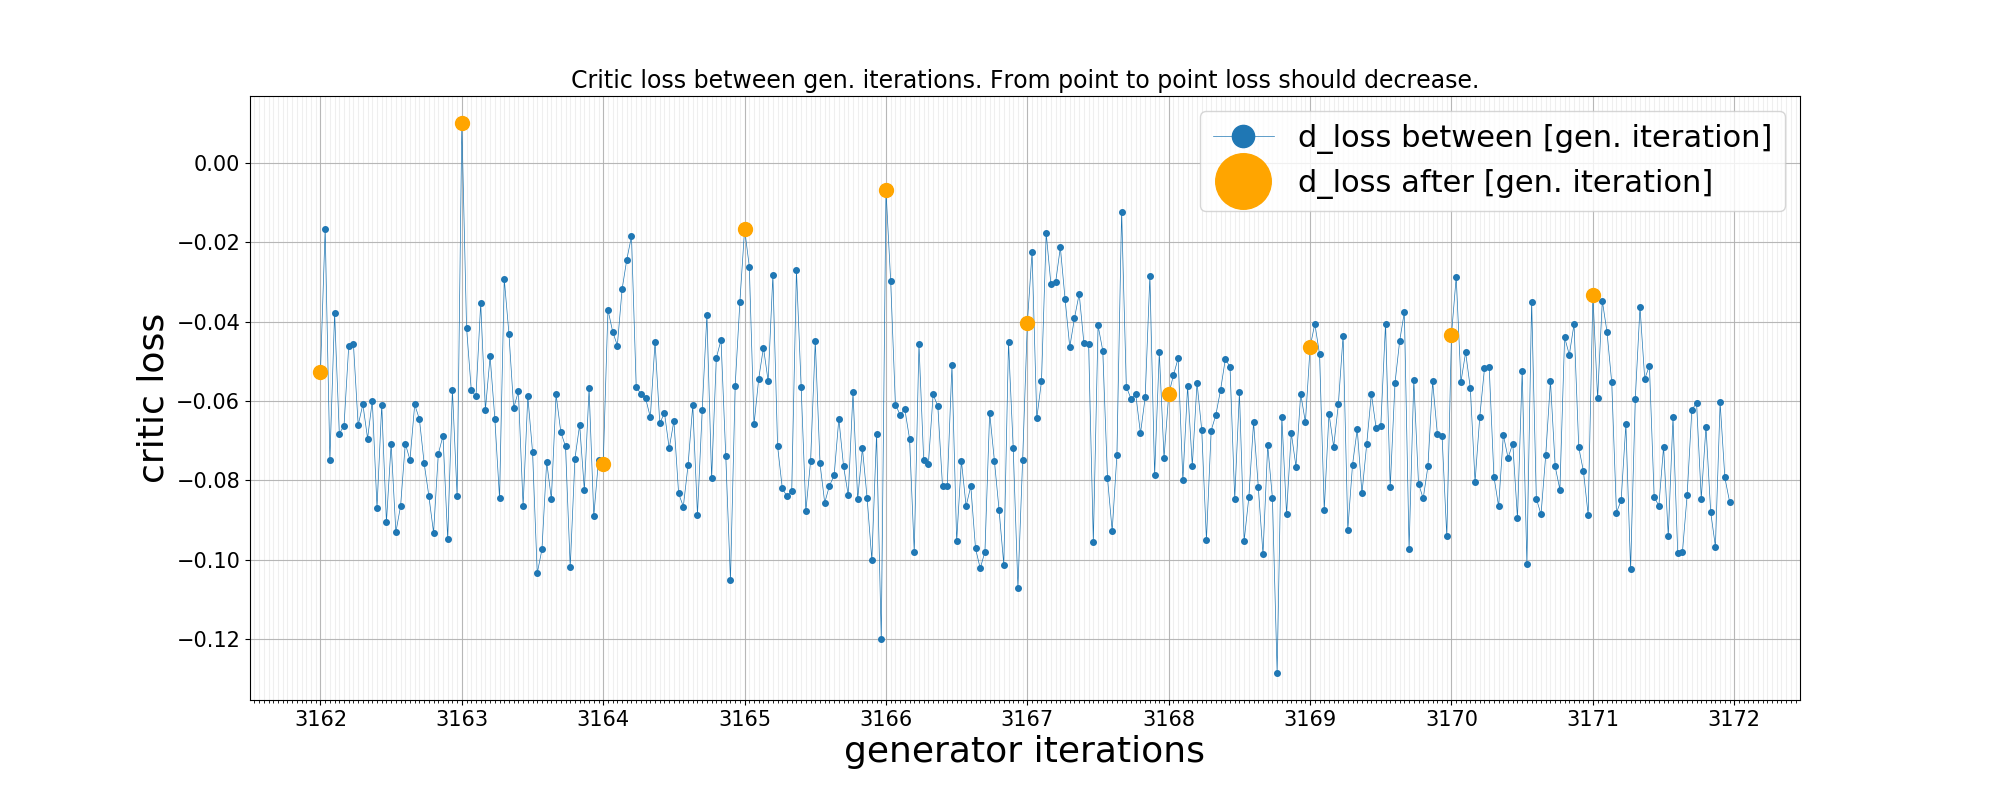 Critic loss between gen. iterations. From point to point loss should decrease.
d_loss between [gen. iteration]
d_loss after [gen. iteration]
critic loss
0.00
−0.02
−0.04
−0.06
−0.08
−0.10
−0.12
3162 3163 3164 3165 3166 3167 3168 3169 3170 3171 3172
generator iterations